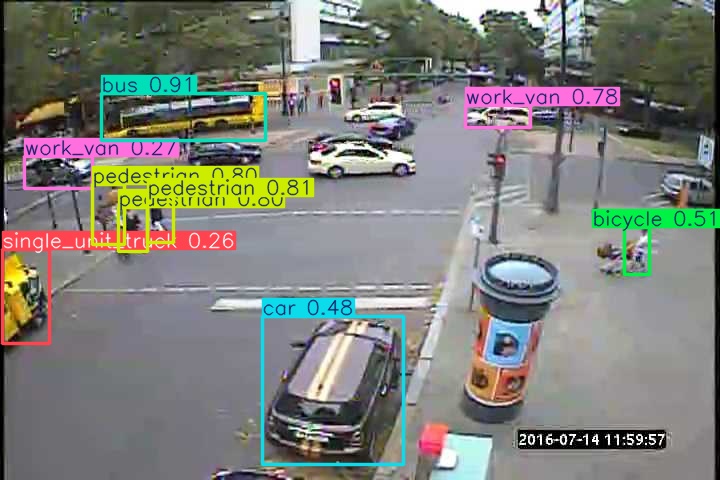 bus 0.91
work_van 0.78
work_van 0.27
pedestrian 0.80
pedestrian 0.81
pedestrian 0.80
bicycle 0.51
single_unit_truck 0.26
car 0.48
2016-07-14 11:59:57